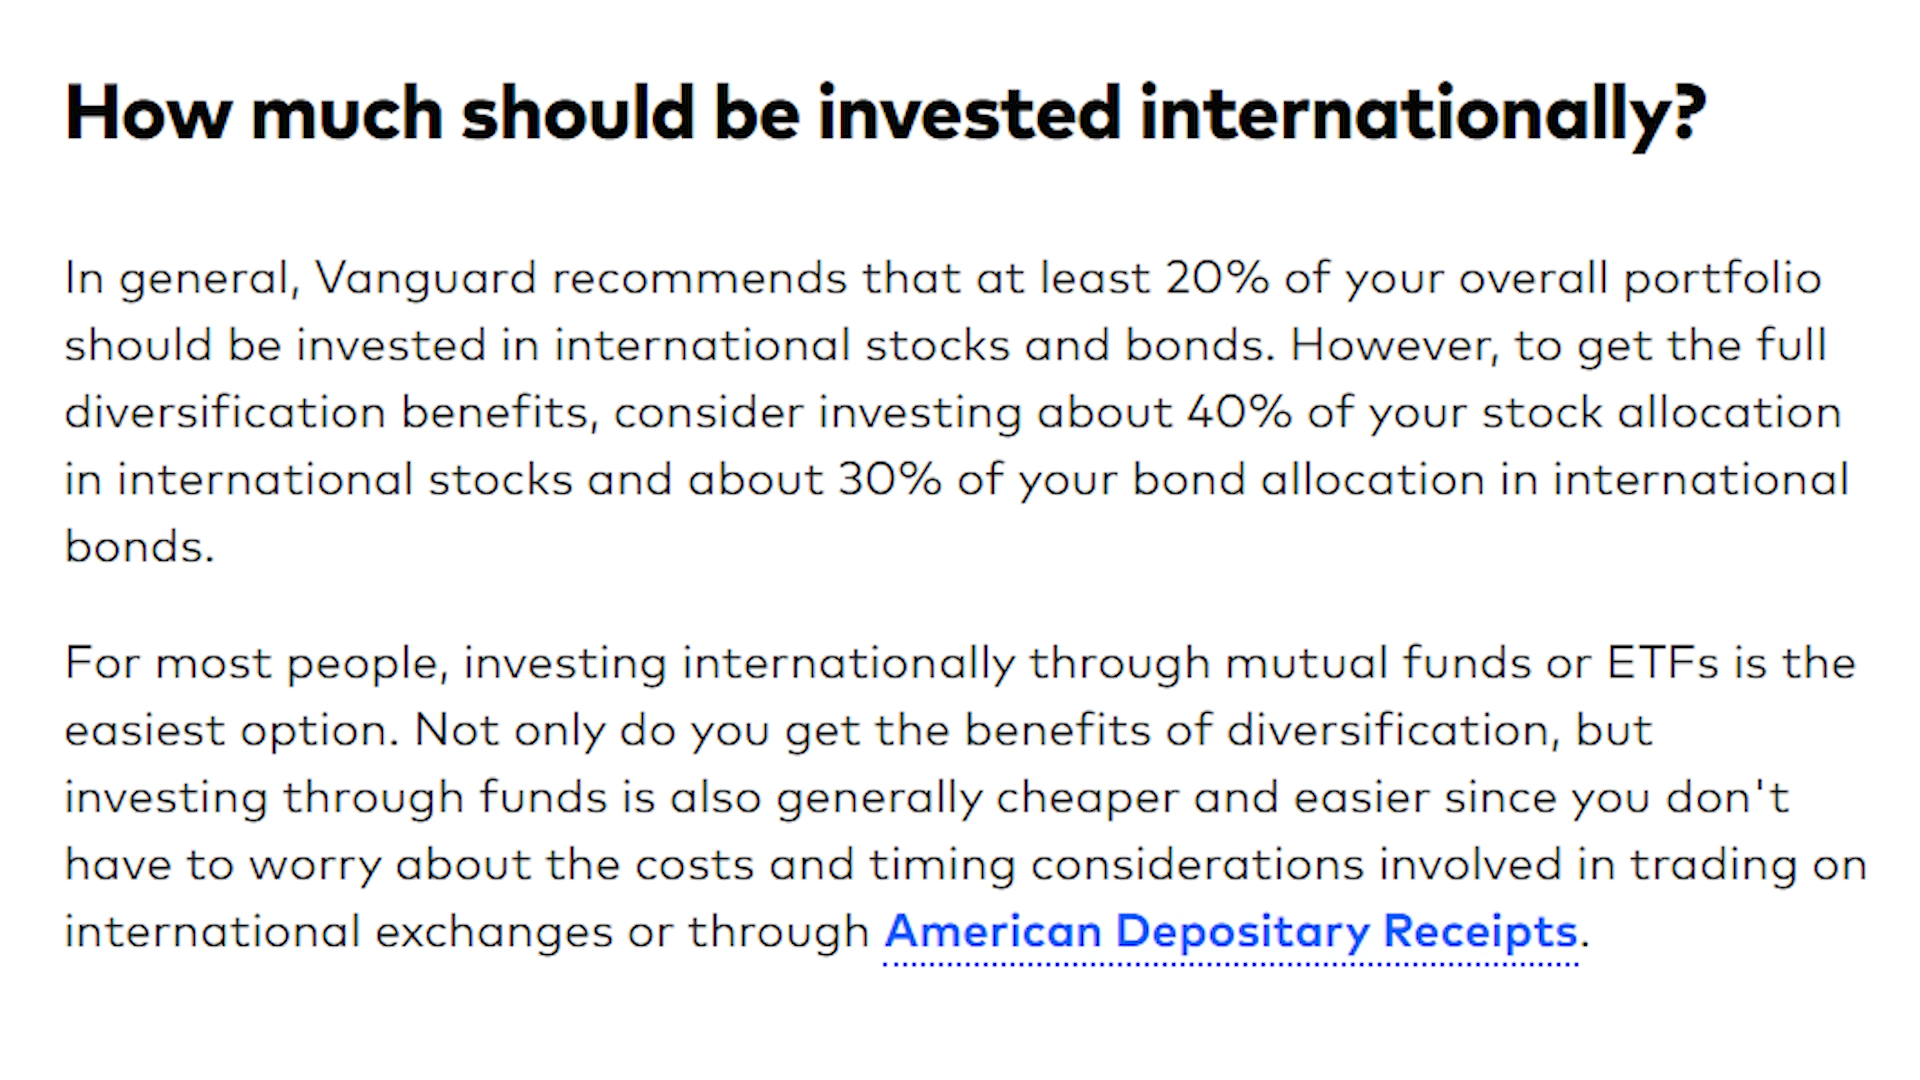 How much should be invested internationally?
In general, Vanguard recommends that at least 20% of your overall portfolio
should be invested in international stocks and bonds. However, to get the full
diversification benefits, consider investing about 40% of your stock allocation
in international stocks and about 30% of your bond allocation in international
bonds.
For most people, investing internationally through mutual funds or ETFs is the
easiest option. Not only do you get the benefits of diversification, but
investing through funds is also generally cheaper and easier since you don't
have to worry about the costs and timing considerations involved in trading on
international exchanges or through American Depositary Receipts.